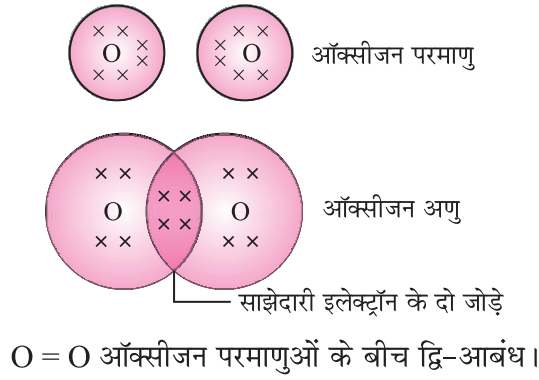 × × × × × × O
× × × × × × O
ऑक्सीजन परमाणु
× × × × × × × × × × × ×
O O
ऑक्सीजन अणु
साझेदारी इलेक्ट्रॉन के दो जोड़े
O = O ऑक्सीजन परमाणुओं के बीच द्वि-आबंध।